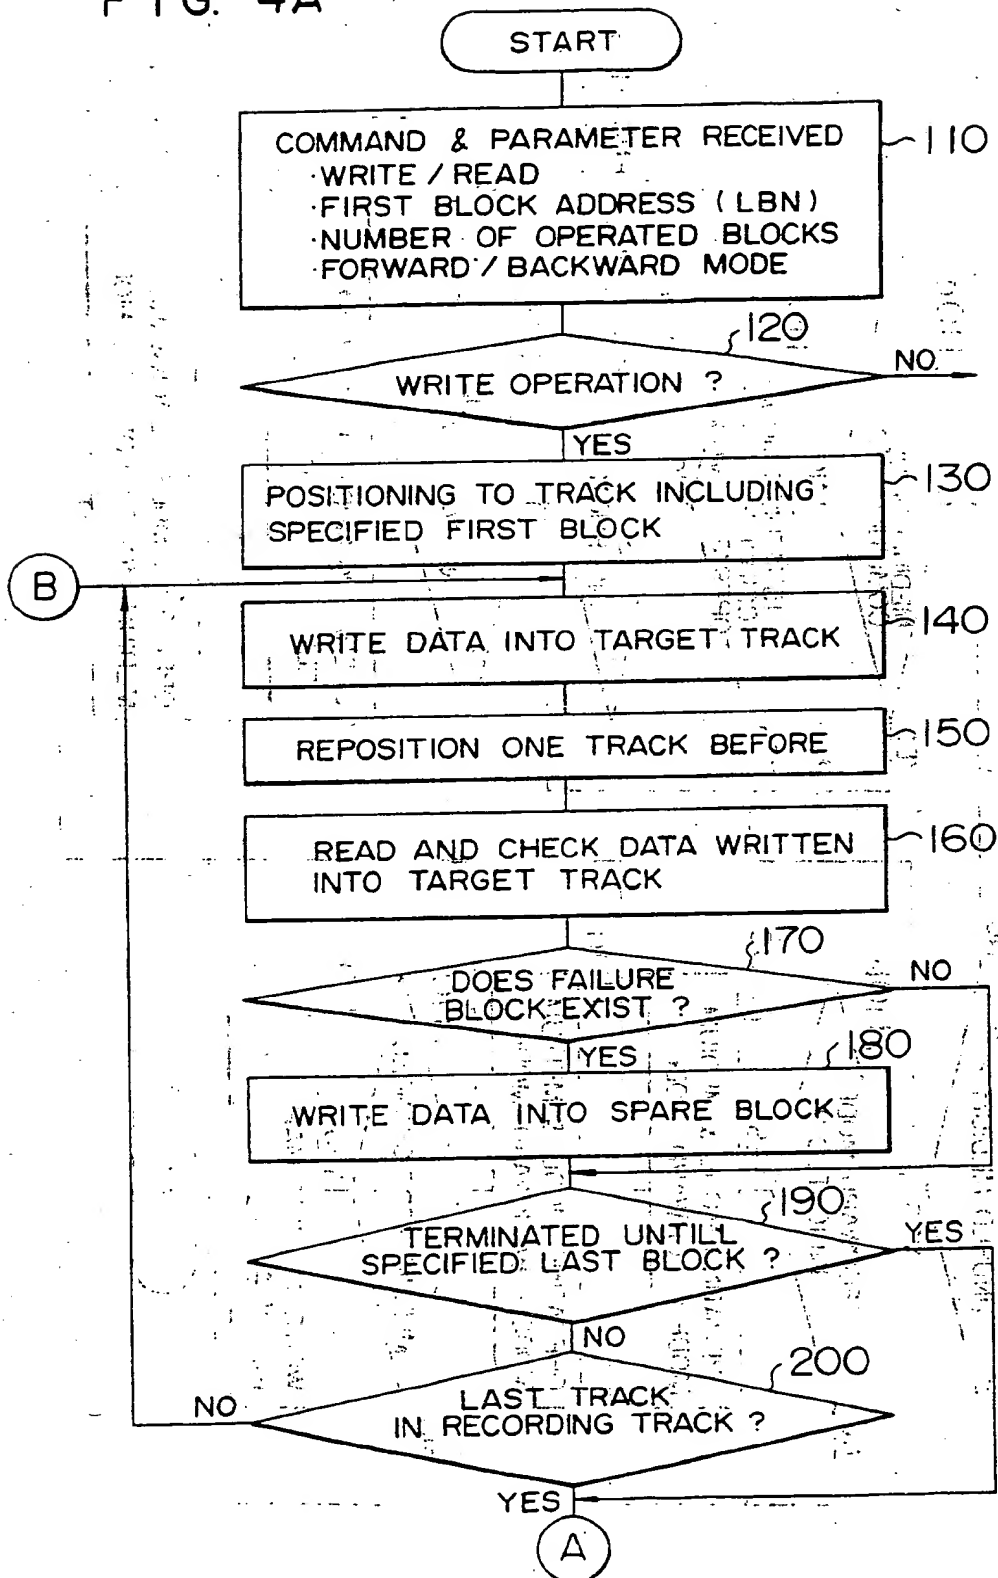 FIG. 4A
START
COMMAND & PARAMETER RECEIVED
·WRITE / READ
·FIRST BLOCK ADDRESS (LBN)
·NUMBER OF OPERATED BLOCKS
·FORWARD / BACKWARD MODE
110
120
WRITE OPERATION ?
NO
YES
POSITIONING TO TRACK INCLUDING
SPECIFIED FIRST BLOCK
130
B
WRITE DATA INTO TARGET TRACK
140
REPOSITION ONE TRACK BEFORE
150
READ AND CHECK DATA WRITTEN
INTO TARGET TRACK
160
170
DOES FAILURE
BLOCK EXIST ?
NO
YES
180
WRITE DATA INTO SPARE BLOCK
190
TERMINATED UNTILL
SPECIFIED LAST BLOCK ?
YES
NO
200
LAST TRACK
IN RECORDING TRACK ?
NO
YES
A